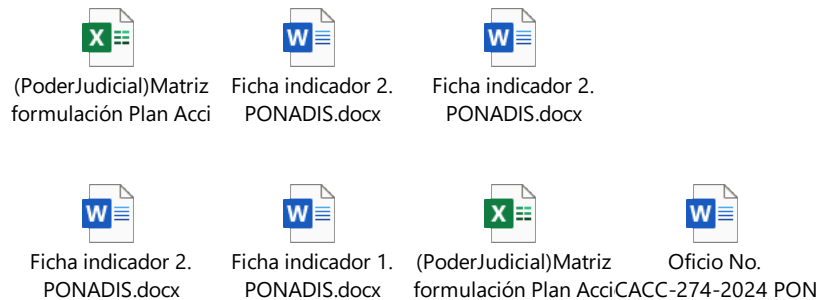 (PoderJudicial)Matriz formulación Plan Acci
Ficha indicador 2. PONADIS.docx
Ficha indicador 2. PONADIS.docx
Ficha indicador 2. PONADIS.docx
Ficha indicador 1. PONADIS.docx
(PoderJudicial)Matriz formulación Plan Acci
Oficio No. CACC-274-2024 PON